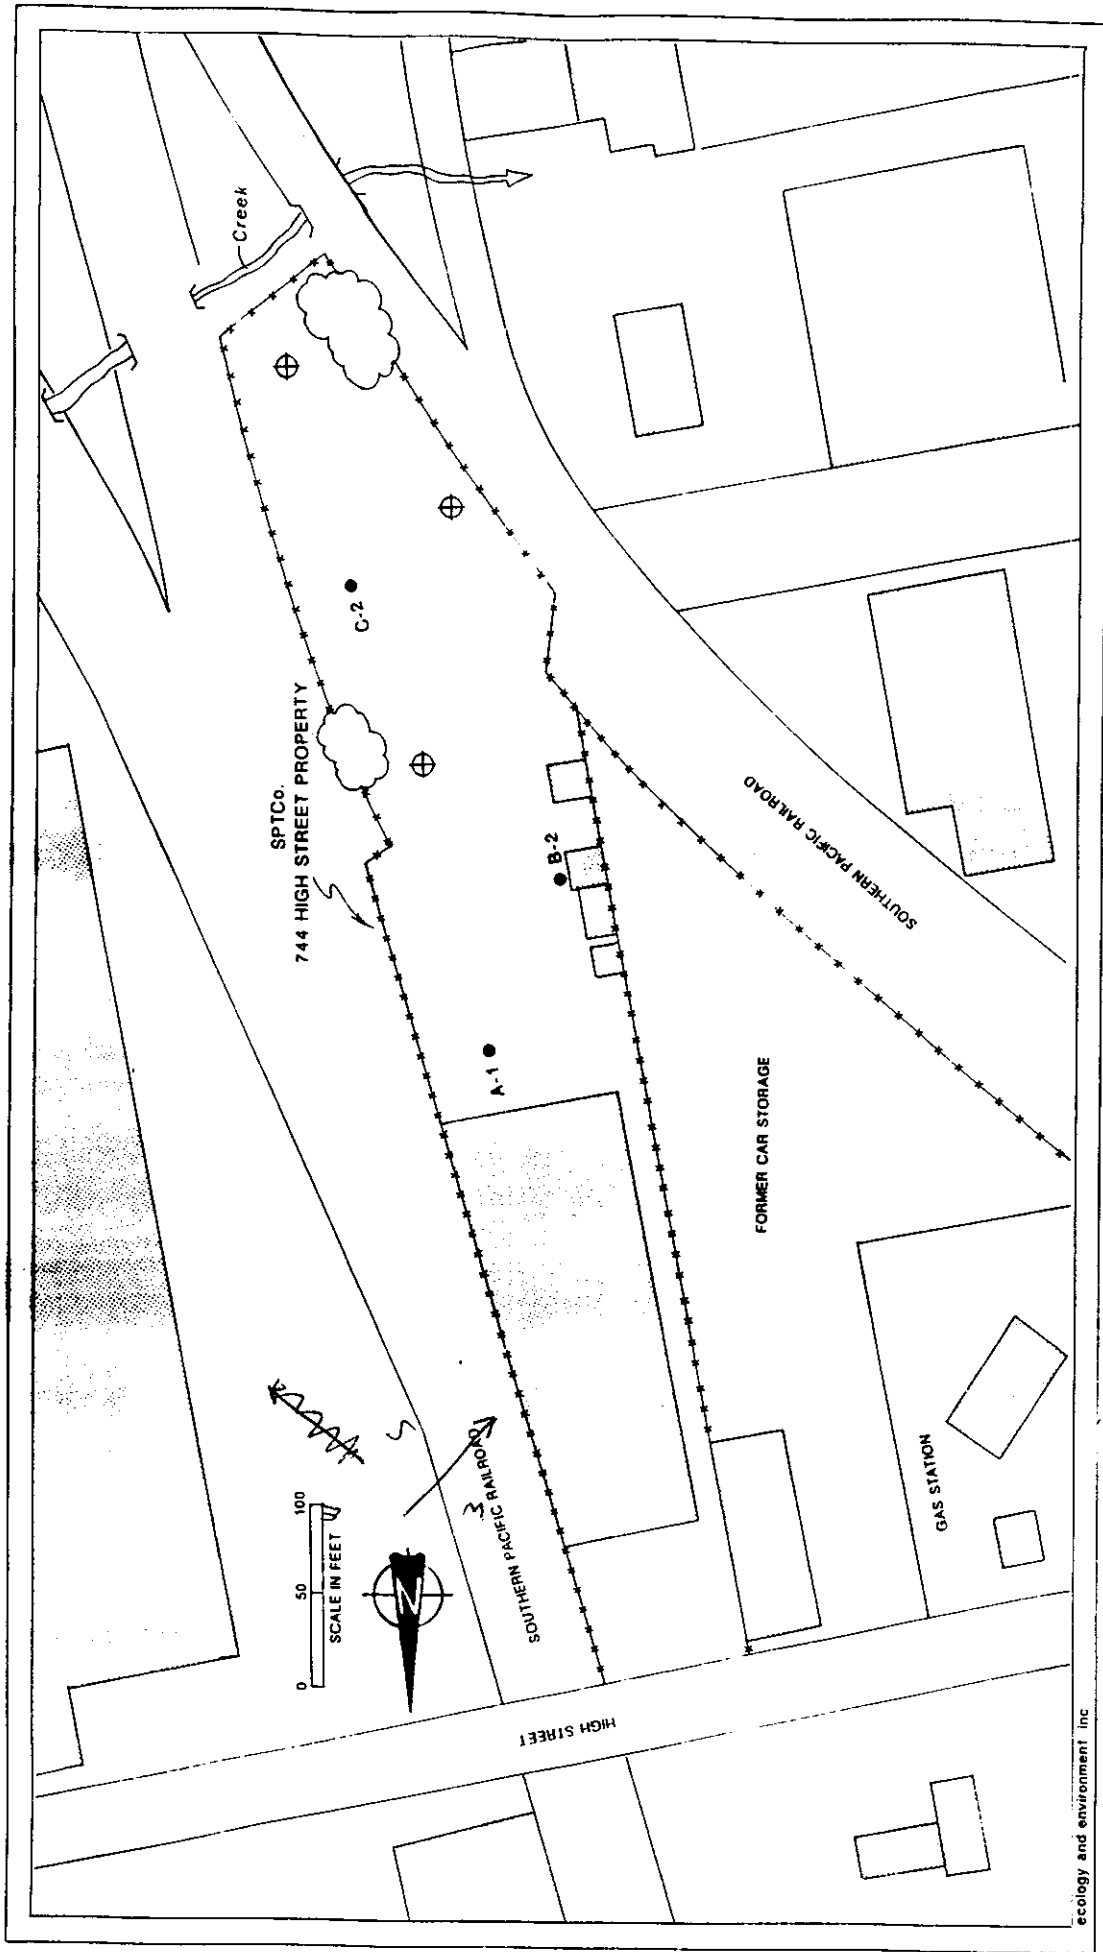 Creek
SPTCo.
744 HIGH STREET PROPERTY
C-2
B-2
A-1
SOUTHERN PACIFIC RAILROAD
FORMER CAR STORAGE
0 50 100
SCALE IN FEET
N
3
SOUTHERN PACIFIC RAILROAD
HIGH STREET
GAS STATION
ecology and environment inc